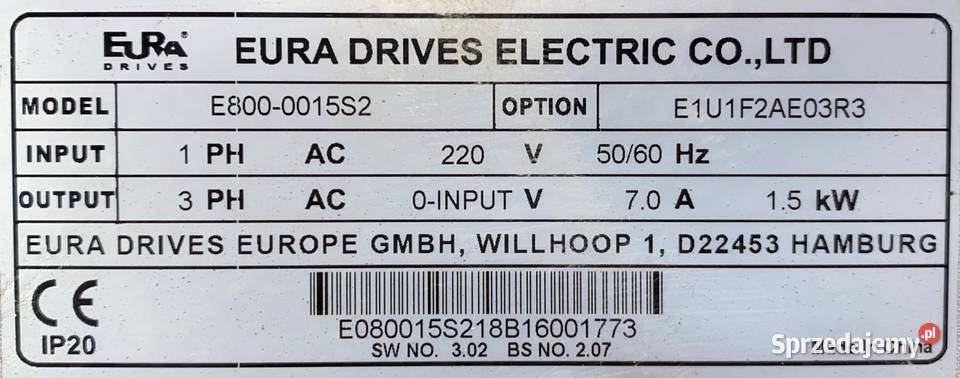 EURA® DRIVES
EURA DRIVES ELECTRIC CO.,LTD
MODEL E800-0015S2 OPTION E1U1F2AE03R3
INPUT 1 PH AC 220 V 50/60 Hz
OUTPUT 3 PH AC 0-INPUT V 7.0 A 1.5 kW
EURA DRIVES EUROPE GMBH, WILLHOOP 1, D22453 HAMBURG
CE
IP20
E080015S218B16001773
SW NO. 3.02 BS NO. 2.07
Sprzedajemy.pl